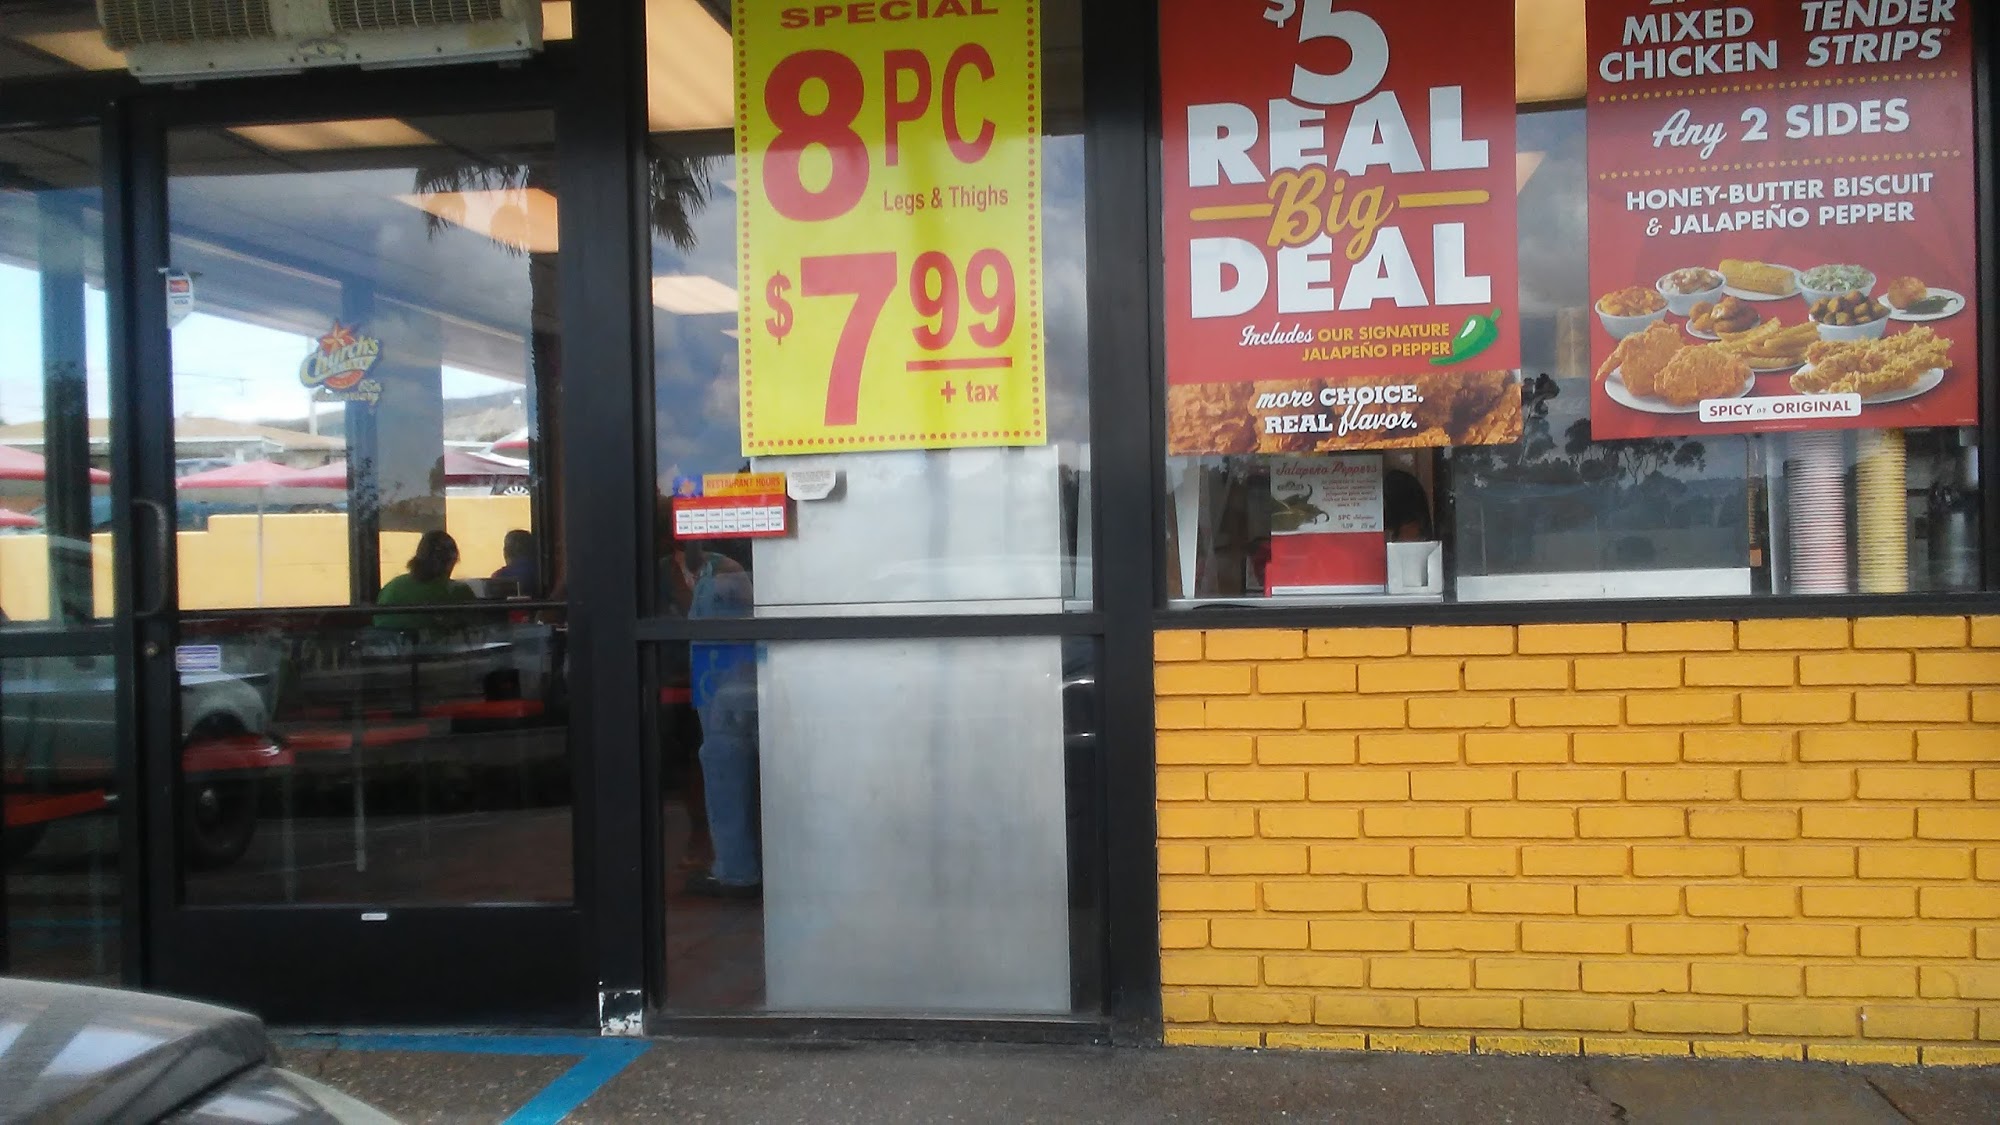 SPECIAL
8 PC
Legs & Thighs
$7.99
+ tax
$5
REAL
Big
DEAL
Includes OUR SIGNATURE
JALAPEÑO PEPPER
more CHOICE.
REAL flavor.
MIXED
CHICKEN
TENDER
STRIPS
Any 2 SIDES
HONEY-BUTTER BISCUIT
& JALAPEÑO PEPPER
SPICY or ORIGINAL
Church's
RESTAURANT HOURS
Jalapeño Peppers